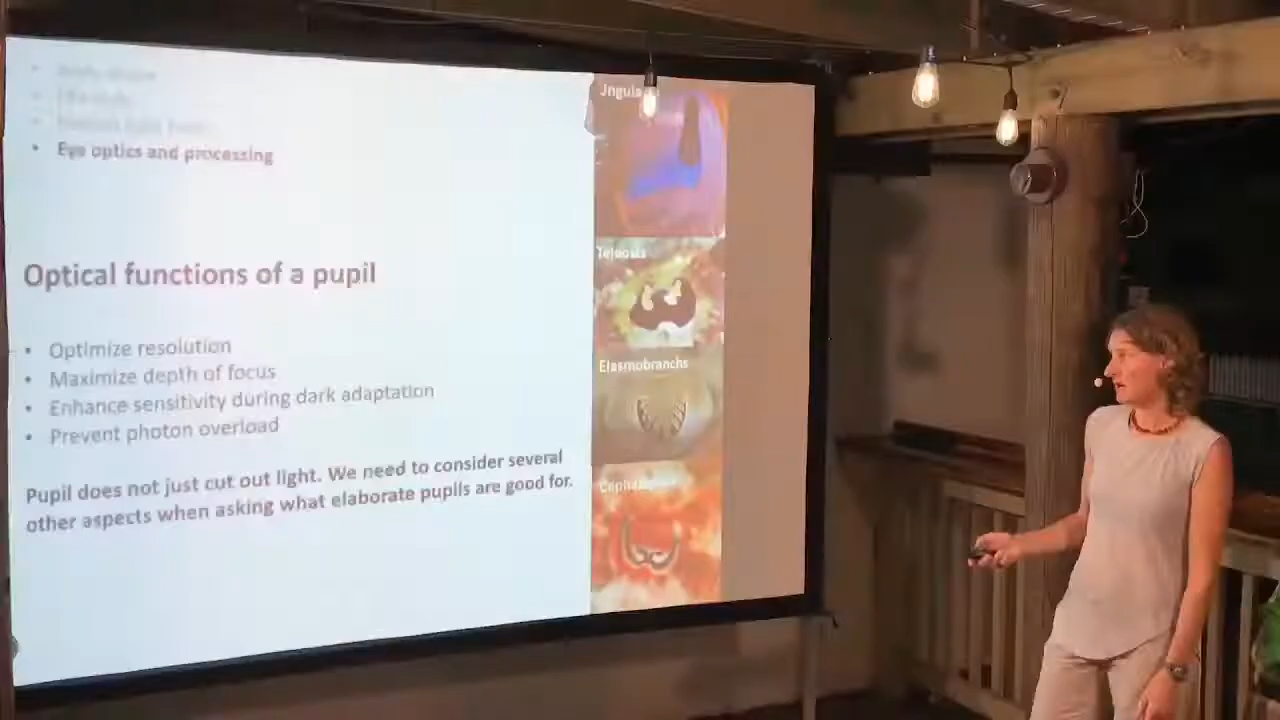 • Eye optics and processing
Optical functions of a pupil
• Optimize resolution
• Maximize depth of focus
• Enhance sensitivity during dark adaptation
• Prevent photon overload
Pupil does not just cut out light. We need to consider several
other aspects when asking what elaborate pupils are good for.
Elasmobranchs